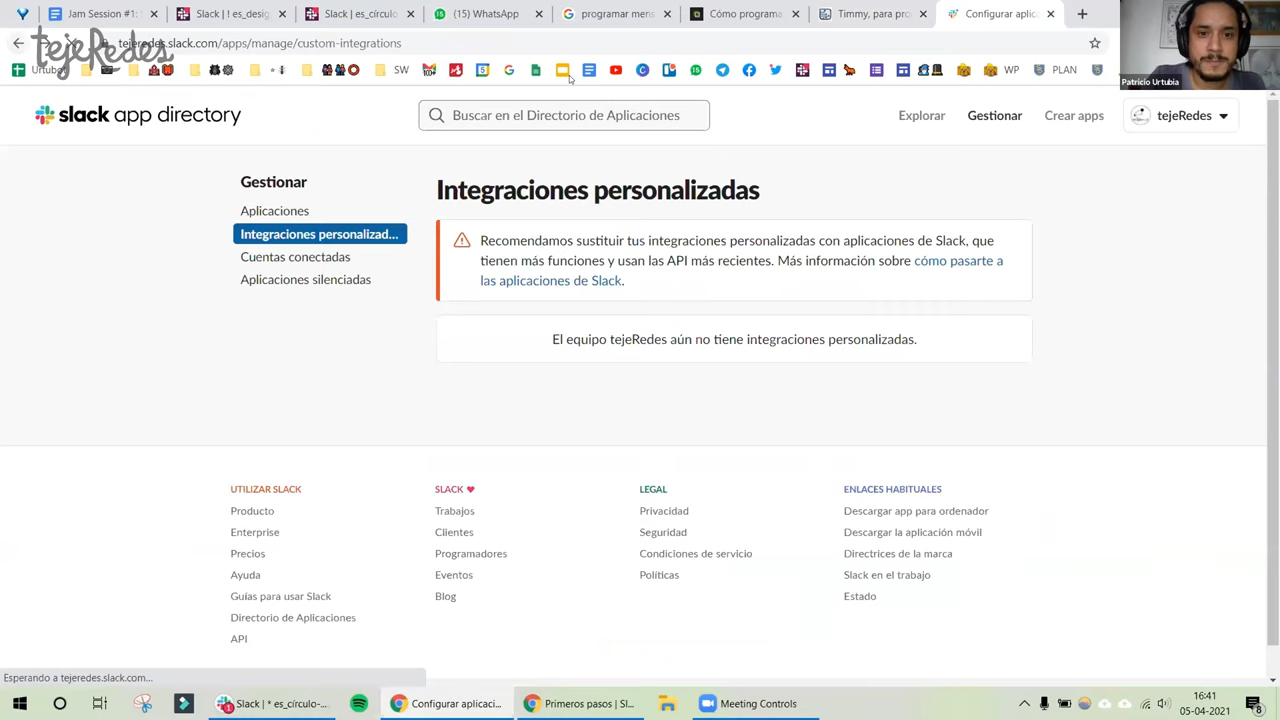 Jam Session #1:
Slack | ! es_desig
Slack | es_círculo
(15) WhatsApp
programar mens
Cómo programa
Timmy, para pro
Configurar aplic
tejeRedes
tejeredes.slack.com/apps/manage/custom-integrations
Patricio Urtubia
SW
WP
PLAN
slack app directory
Buscar en el Directorio de Aplicaciones
Explorar
Gestionar
Crear apps
tejeRedes
Gestionar
Aplicaciones
Integraciones personalizad...
Cuentas conectadas
Aplicaciones silenciadas
Integraciones personalizadas
Recomendamos sustituir tus integraciones personalizadas con aplicaciones de Slack, que
tienen más funciones y usan las API más recientes. Más información sobre cómo pasarte a
las aplicaciones de Slack.
El equipo tejeRedes aún no tiene integraciones personalizadas.
UTILIZAR SLACK
Producto
Enterprise
Precios
Ayuda
Guías para usar Slack
Directorio de Aplicaciones
API
SLACK
Trabajos
Clientes
Programadores
Eventos
Blog
LEGAL
Privacidad
Seguridad
Condiciones de servicio
Políticas
ENLACES HABITUALES
Descargar app para ordenador
Descargar la aplicación móvil
Directrices de la marca
Slack en el trabajo
Estado
Esperando a tejeredes.slack.com...
Slack | * es_círculo-...
Configurar aplicaci...
Primeros pasos | Sl...
Meeting Controls
16:41
05-04-2021